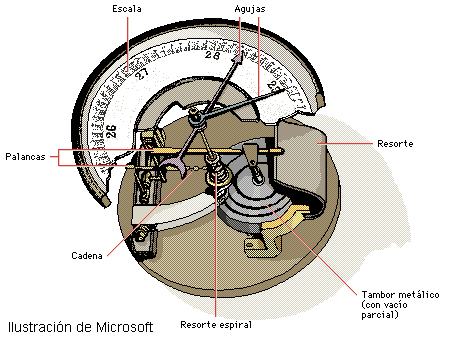 Escala
Agujas
26
27
28
Palancas
Resorte
Cadena
Tambor metálico
(con vacío
parcial)
Resorte espiral
Ilustración de Microsoft